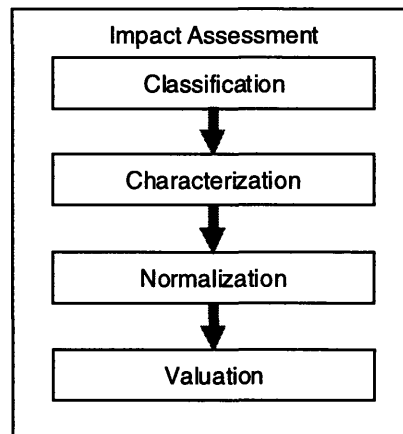 Impact Assessment
Classification
Characterization
Normalization
Valuation